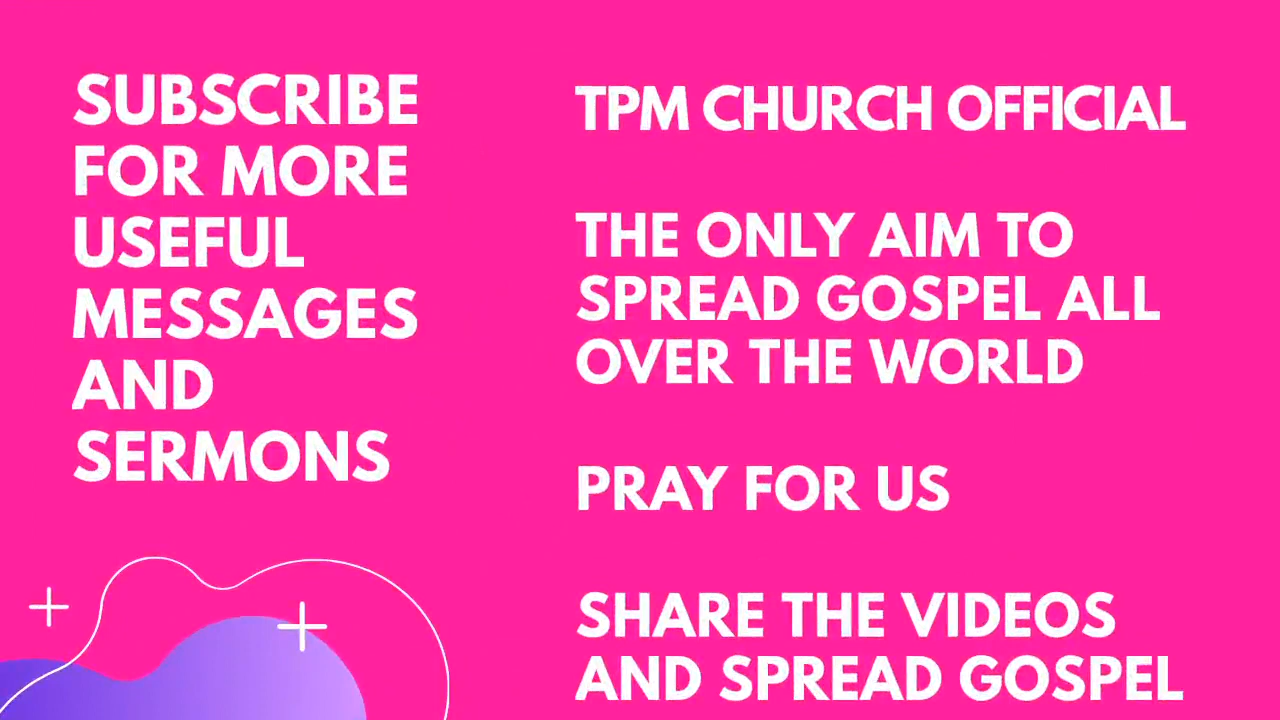 SUBSCRIBE
FOR MORE
USEFUL
MESSAGES
AND
SERMONS
TPM CHURCH OFFICIAL
THE ONLY AIM TO
SPREAD GOSPEL ALL
OVER THE WORLD
PRAY FOR US
SHARE THE VIDEOS
AND SPREAD GOSPEL